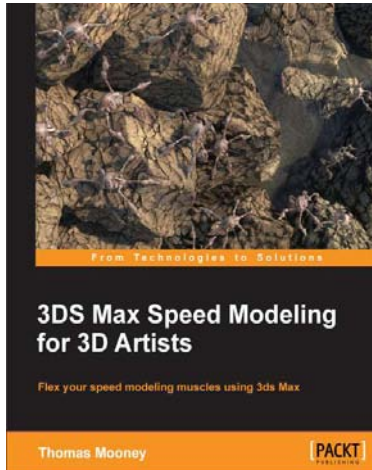 From Technologies to Solutions
3DS Max Speed Modeling
for 3D Artists
Flex your speed modeling muscles using 3ds Max
Thomas Mooney
[PACKT]
PUBLISHING